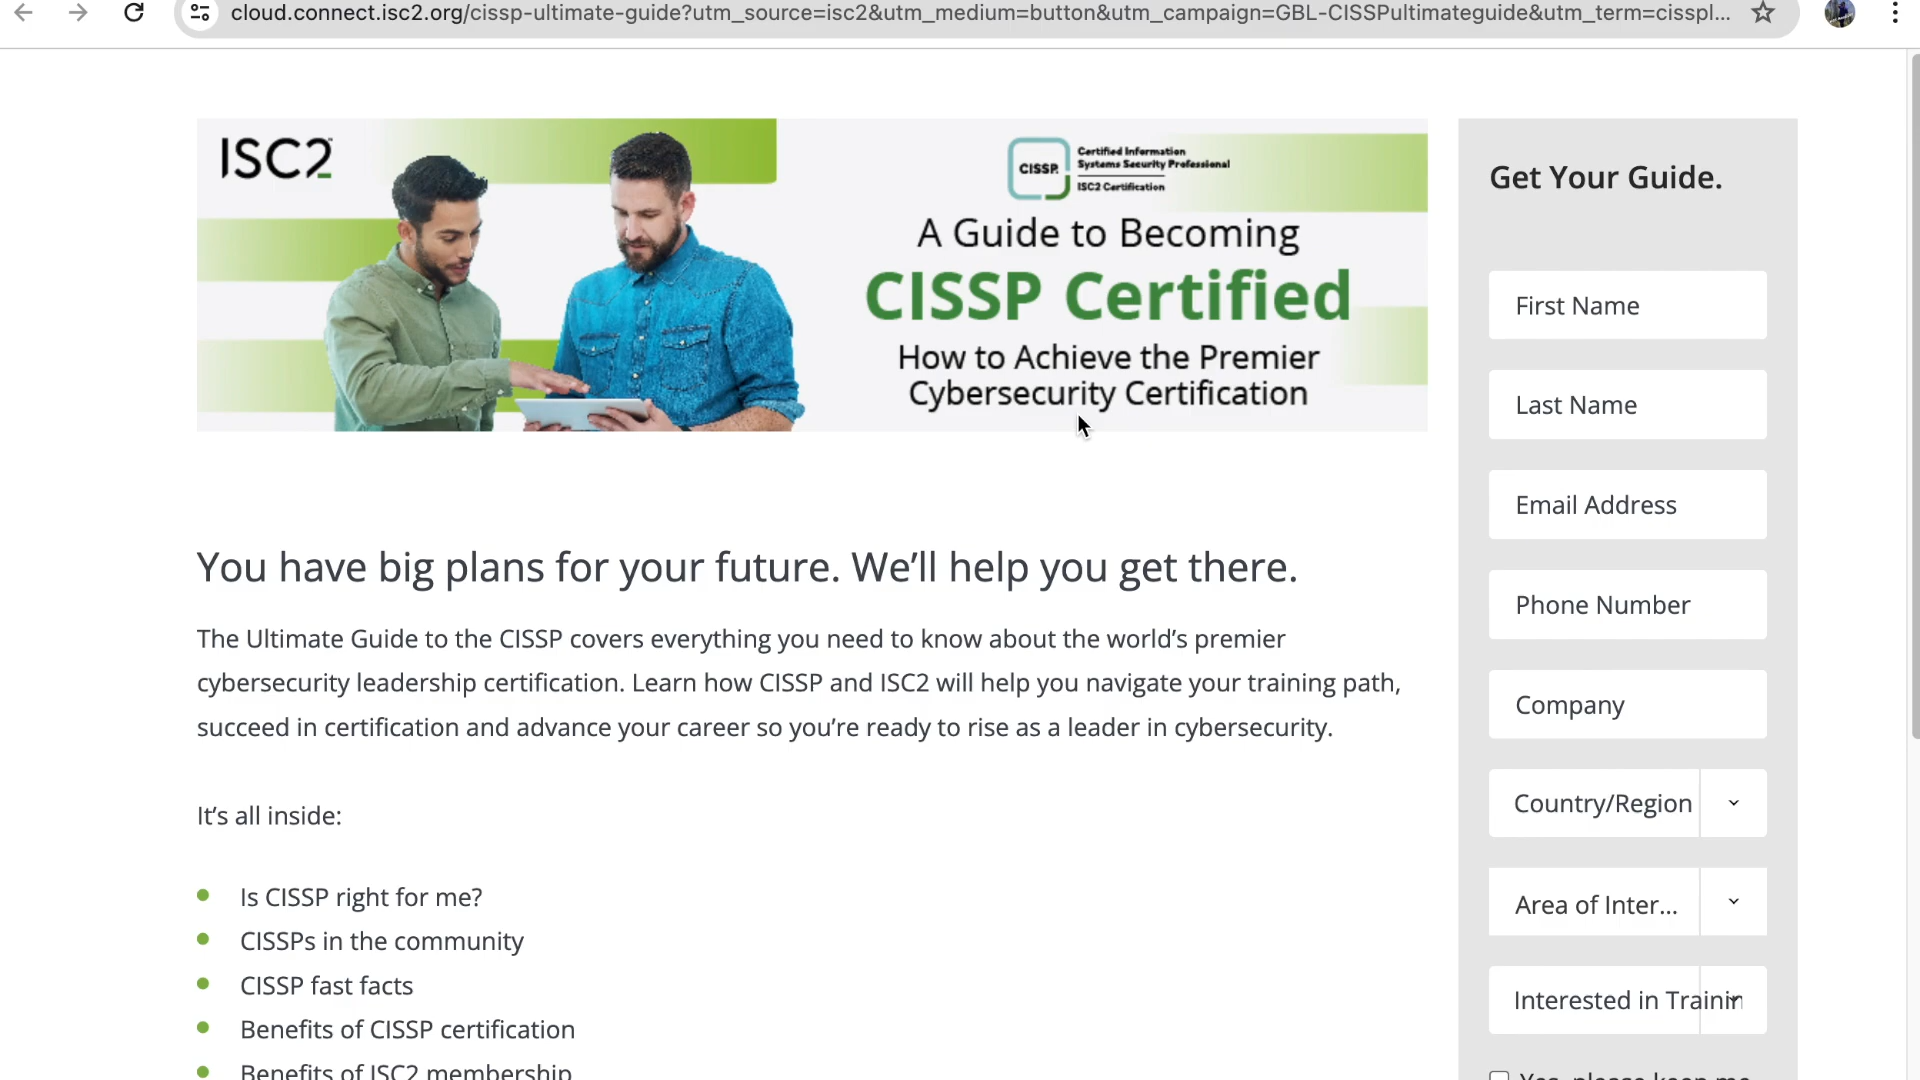 cloud.connect.isc2.org/cissp-ultimate-guide?utm_source=isc2&utm_medium=button&utm_campaign=GBL-CISSPultimateguide&utm_term=cisspl...
ISC2
CISSP
Certified Information
Systems Security Professional
ISC2 Certification
A Guide to Becoming
CISSP Certified
How to Achieve the Premier
Cybersecurity Certification
You have big plans for your future. We’ll help you get there.
The Ultimate Guide to the CISSP covers everything you need to know about the world’s premier
cybersecurity leadership certification. Learn how CISSP and ISC2 will help you navigate your training path,
succeed in certification and advance your career so you’re ready to rise as a leader in cybersecurity.
It’s all inside:
Is CISSP right for me?
CISSPs in the community
CISSP fast facts
Benefits of CISSP certification
Benefits of ISC2 membership
Get Your Guide.
First Name
Last Name
Email Address
Phone Number
Company
Country/Region
Area of Inter...
Interested in Trainin
Yes, please keep me